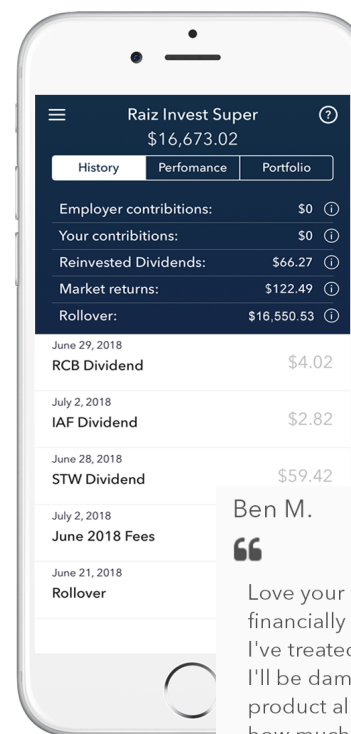 Raiz Invest Super
$16,673.02
History Perfomance Portfolio
Employer contribitions: $0
Your contribitions: $0
Reinvested Dividends: $66.27
Market returns: $122.49
Rollover: $16,550.53
June 29, 2018
RCB Dividend $4.02
July 2, 2018
IAF Dividend $2.82
June 28, 2018
STW Dividend $59.42
July 2, 2018
June 2018 Fees
June 21, 2018
Rollover
Ben M.
“
Love your
financially
I've treated
I'll be dam
product al
how much